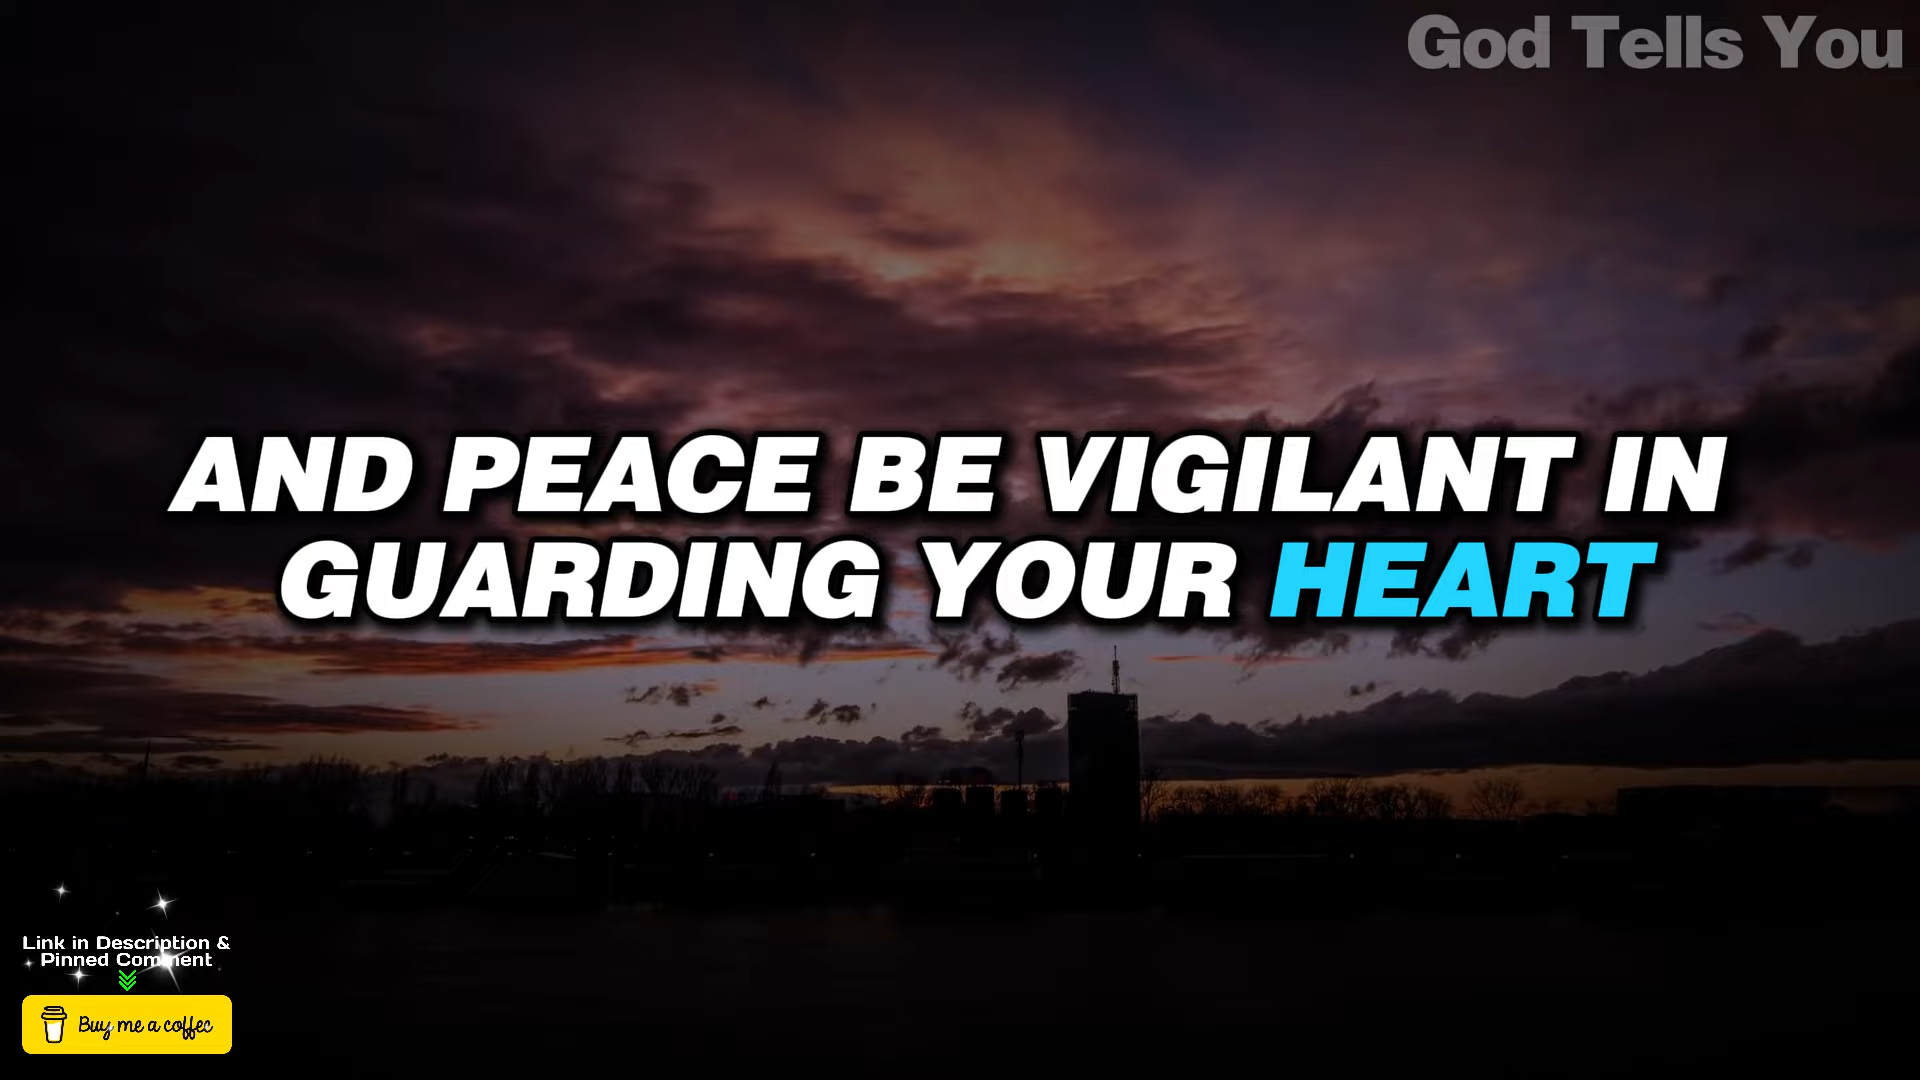 God Tells You
AND PEACE BE VIGILANT IN
GUARDING YOUR HEART
Link in Description &
Pinned Comment
Buy me a coffee